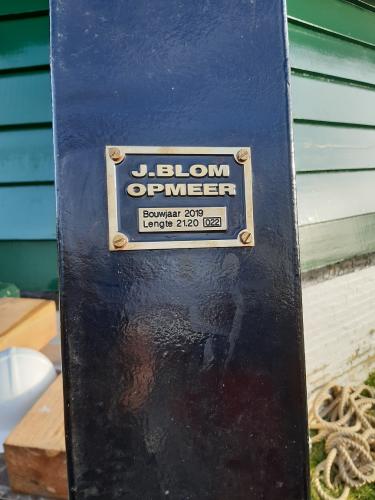 J.BLOM
OPMEER
Bouwjaar 2019
Lengte 21.20 022